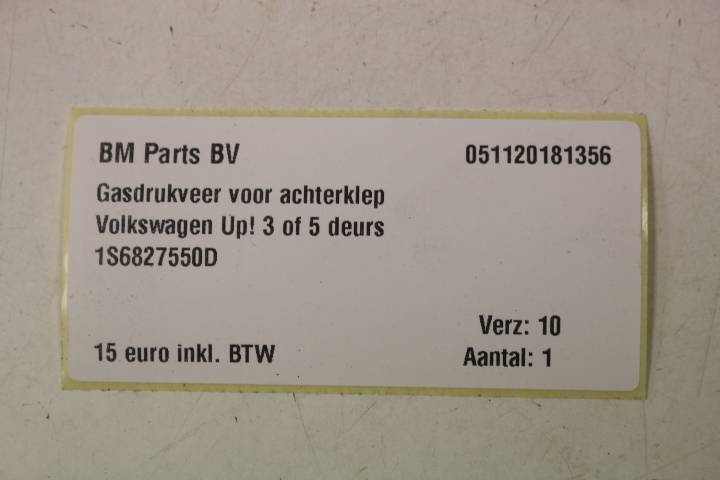 BM Parts BV 051120181356
Gasdrukveer voor achterklep
Volkswagen Up! 3 of 5 deurs
1S6827550D
Verz: 10
15 euro inkl. BTW Aantal: 1